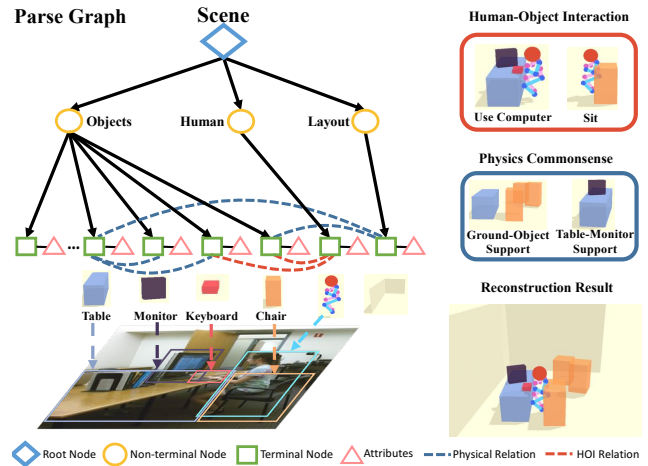 Parse Graph
Scene
Objects
Human
Layout
...
Table
Monitor
Keyboard
Chair
Human-Object Interaction
Use Computer
Sit
Physics Commonsense
Ground-Object
Support
Table-Monitor
Support
Reconstruction Result
Root Node
Non-terminal Node
Terminal Node
Attributes
Physical Relation
HOI Relation